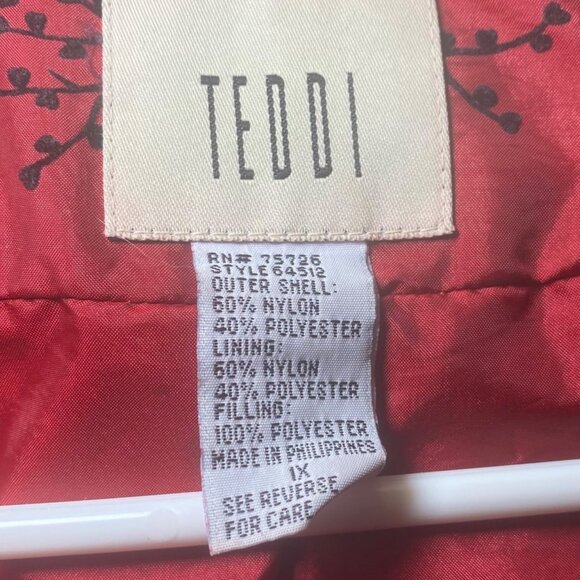 TEDDI
RN# 75726
STYLE 64512
OUTER SHELL:
60% NYLON
40% POLYESTER
LINING:
60% NYLON
40% POLYESTER
FILLING:
100% POLYESTER
MADE IN PHILIPPINES
1X
SEE REVERSE
FOR CARE